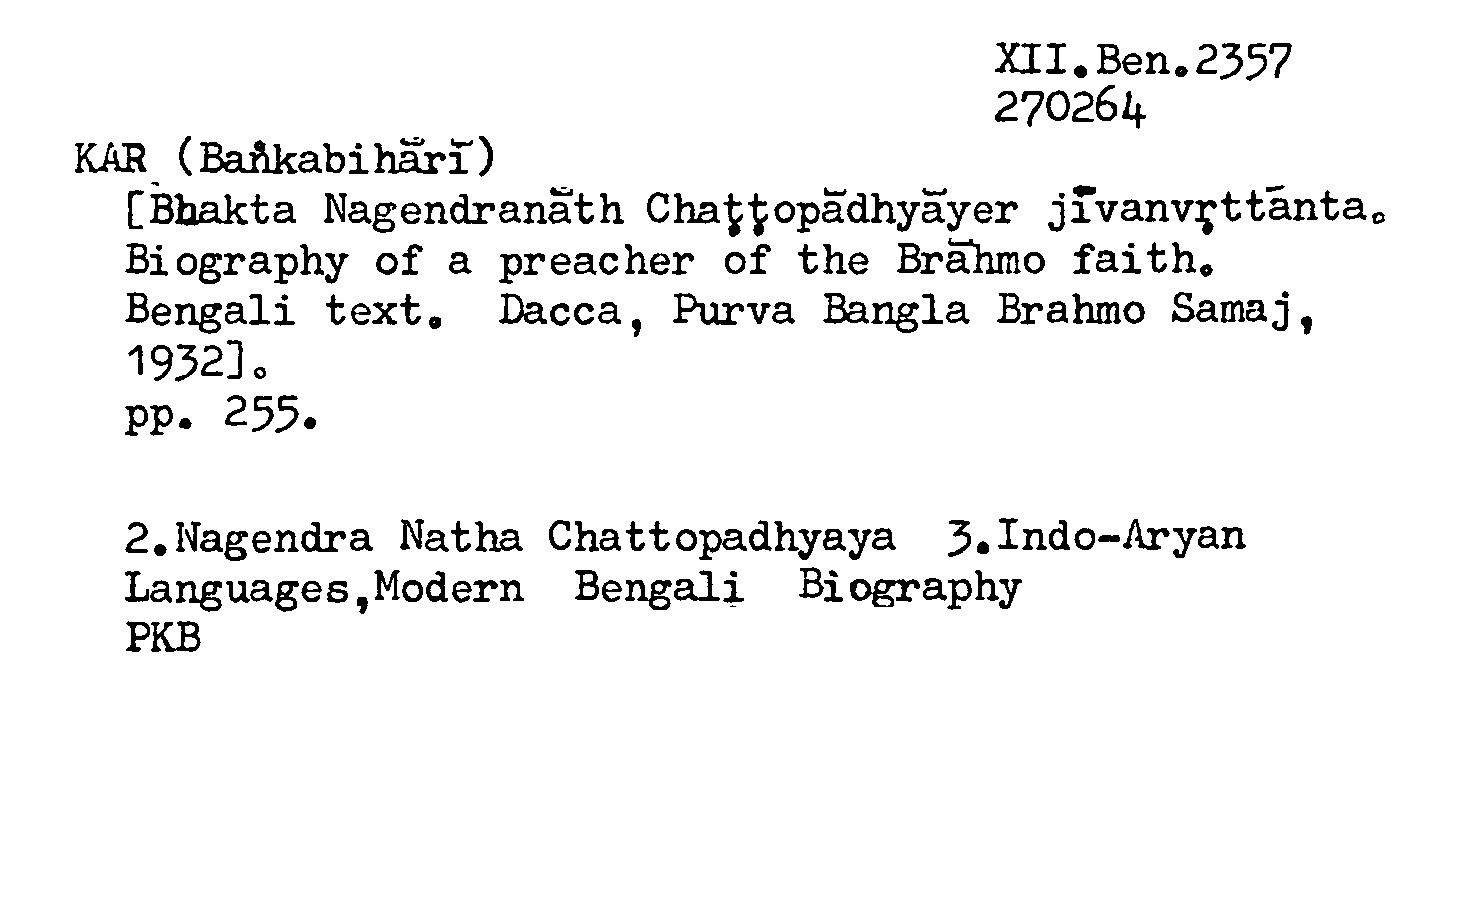 XII.Ben.2357
270264
KAR (Baṅkabihārī)
[Bhakta Nagendranāth Chaṭṭopādhyāyer jīvanvṛttānta.
Biography of a preacher of the Brāhmo faith.
Bengali text. Dacca, Purva Bangla Brahmo Samaj,
1932].
pp. 255.
2.Nagendra Natha Chattopadhyaya 3.Indo-Aryan
Languages,Modern Bengali Biography
PKB